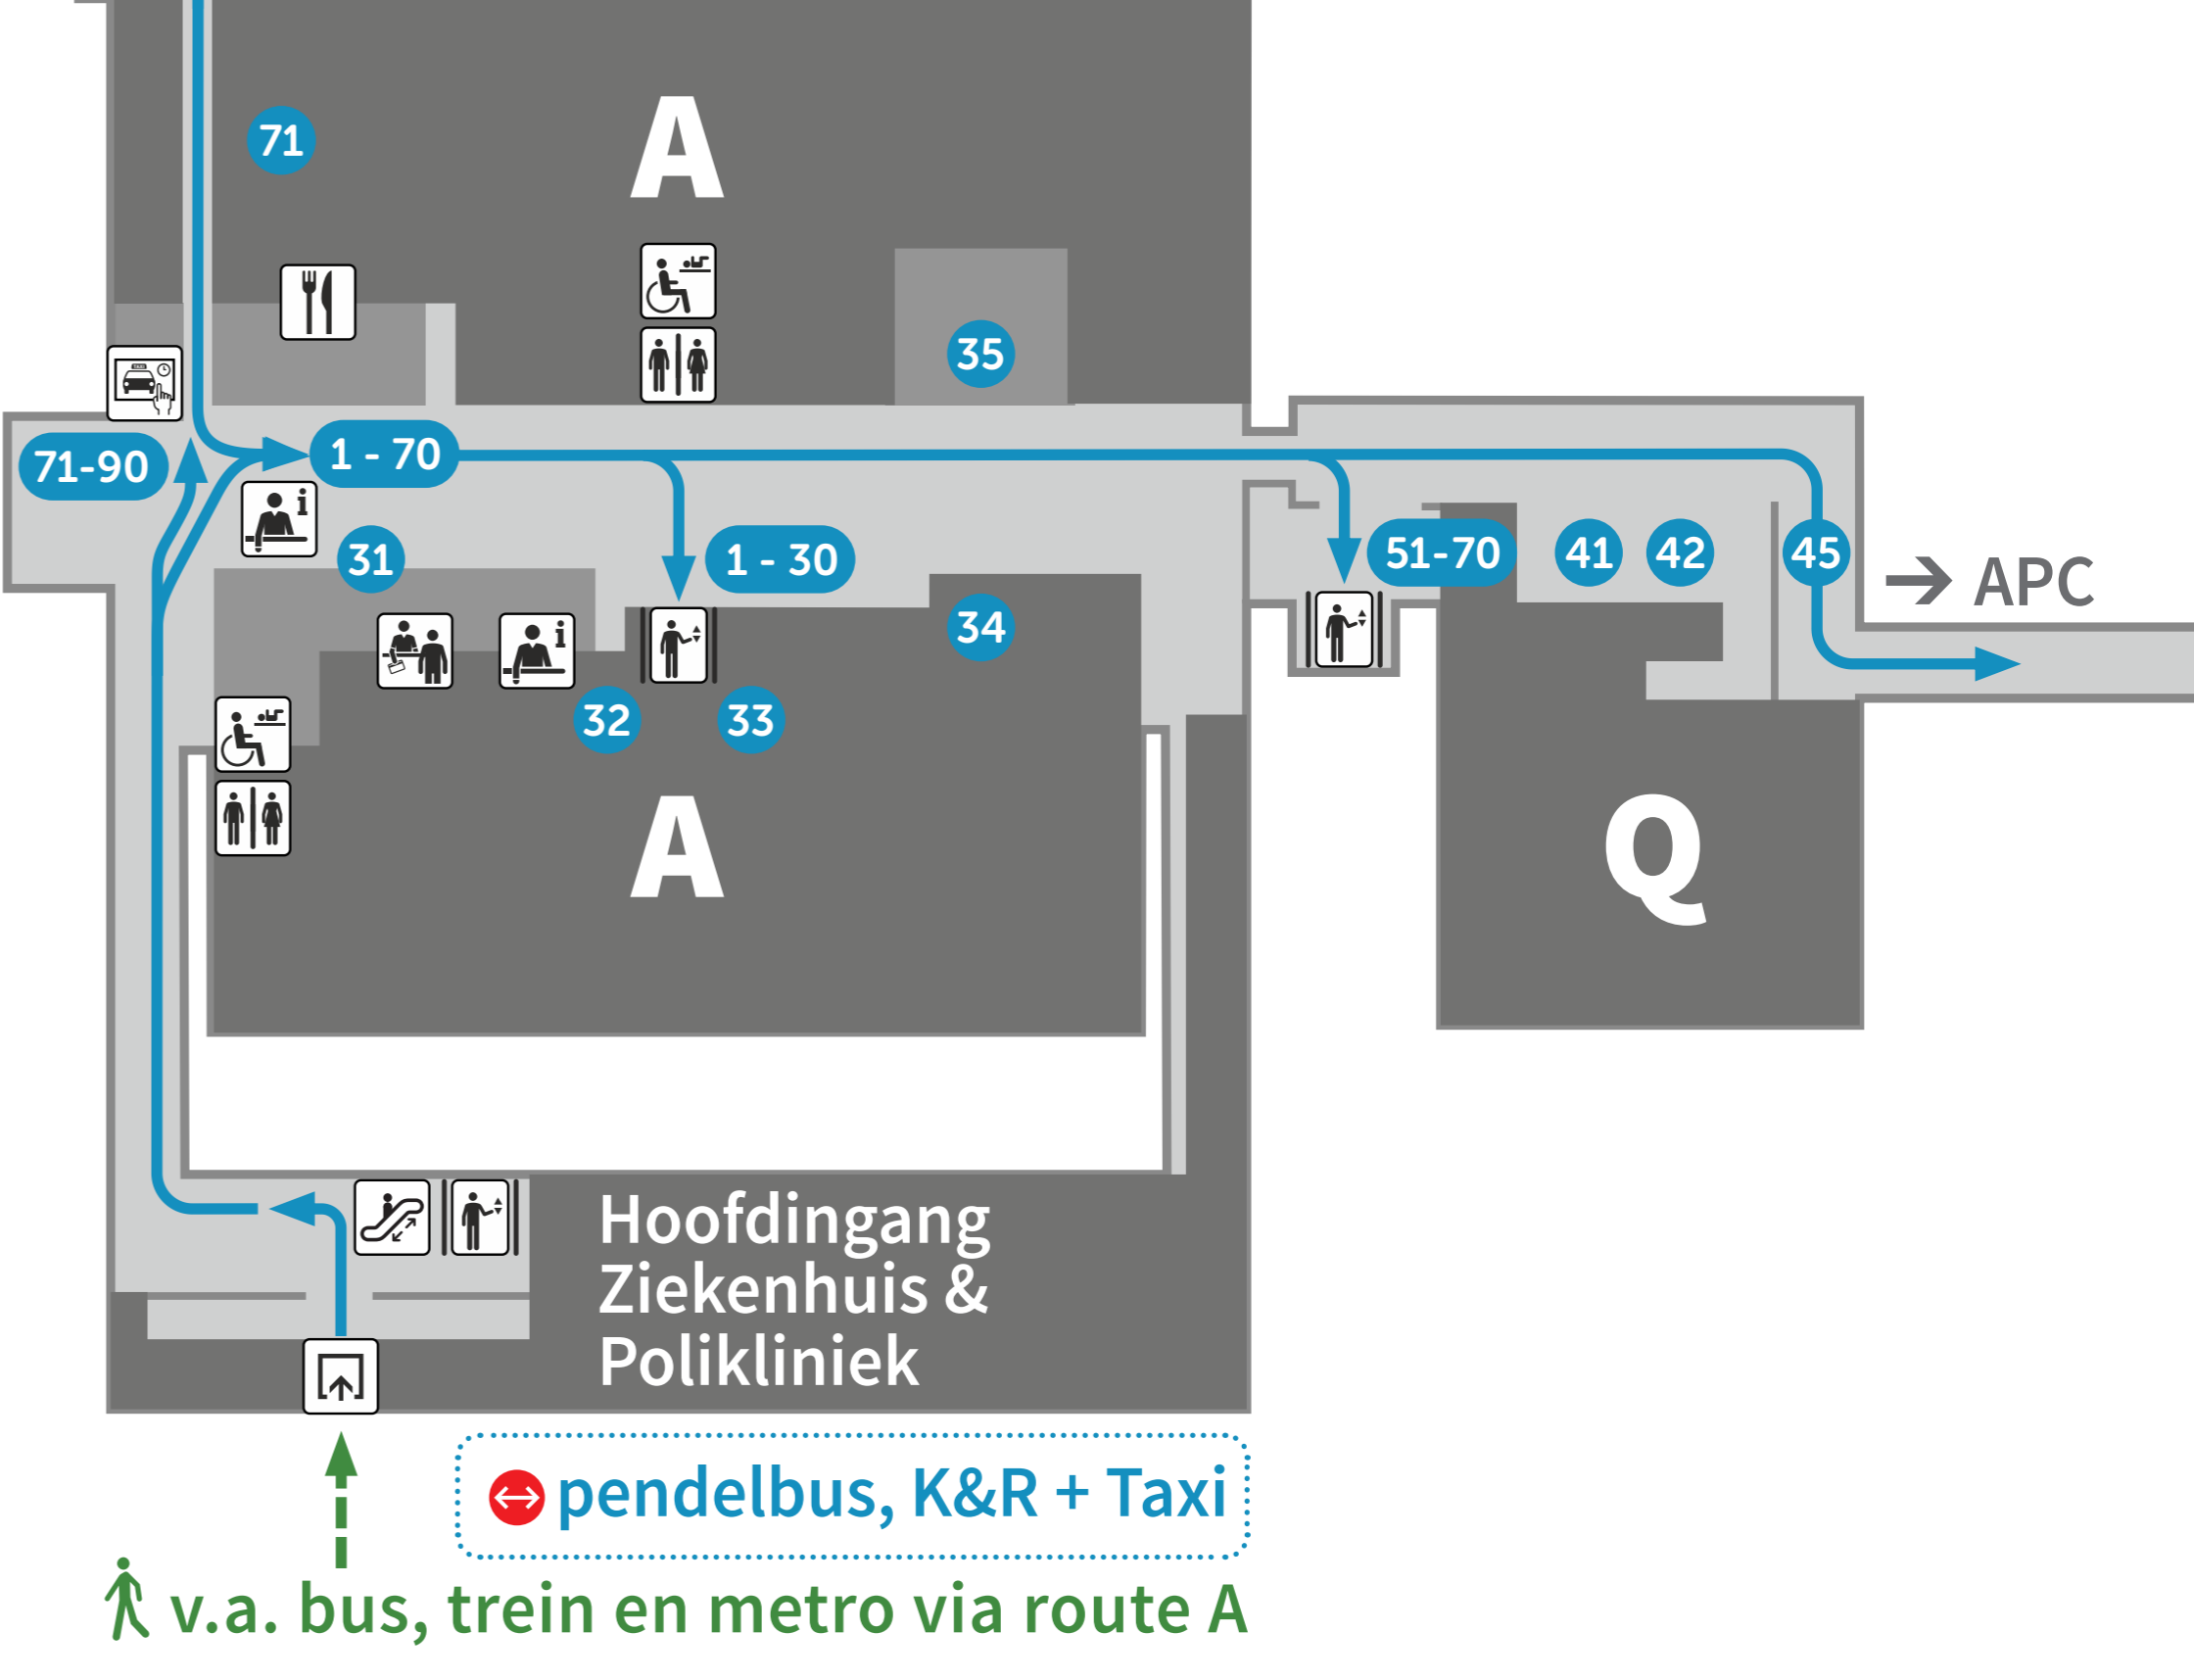 71
A
35
TAXI
71-90
1 - 70
i
31
1 - 30
51-70
41
42
45
→ APC
34
i
32
33
A
Q
Hoofdingang
Ziekenhuis &
Polikliniek
pendelbus, K&R + Taxi
v.a. bus, trein en metro via route A